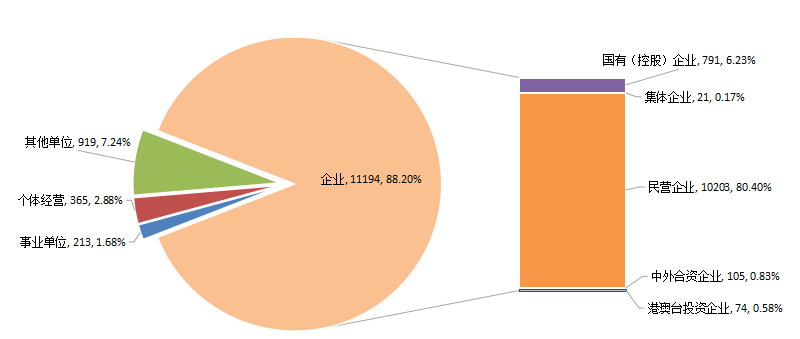 其他单位, 919, 7.24%
个体经营, 365, 2.88%
事业单位, 213, 1.68%
企业, 11194, 88.20%
国有（控股）企业, 791, 6.23%
集体企业, 21, 0.17%
民营企业, 10203, 80.40%
中外合资企业, 105, 0.83%
港澳台投资企业, 74, 0.58%